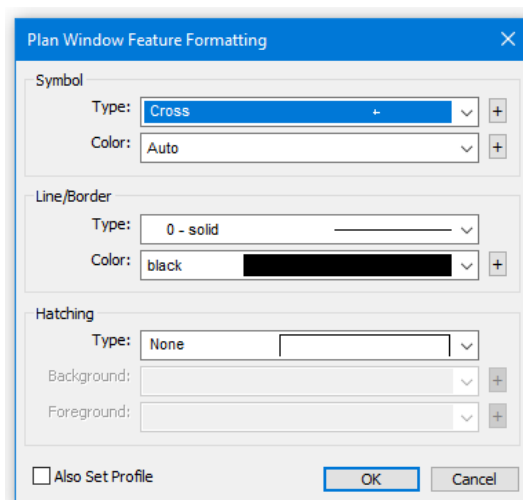 Plan Window Feature Formatting
Symbol
Type: Cross
Color: Auto
Line/Border
Type: 0 - solid
Color: black
Hatching
Type: None
Background:
Foreground:
Also Set Profile OK Cancel